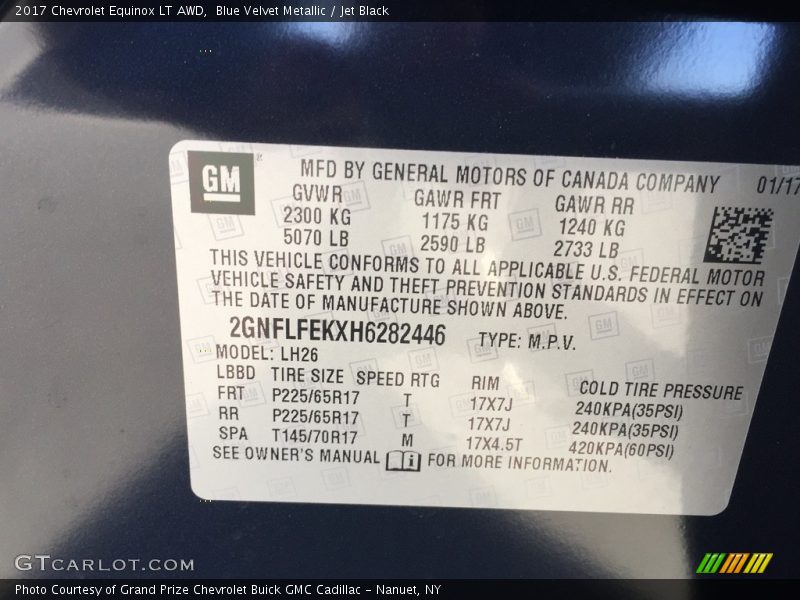 2017 Chevrolet Equinox LT AWD, Blue Velvet Metallic / Jet Black
GM
MFD BY GENERAL MOTORS OF CANADA COMPANY 01/17
GVWR GAWR FRT GAWR RR
2300 KG 1175 KG 1240 KG
5070 LB 2590 LB 2733 LB
THIS VEHICLE CONFORMS TO ALL APPLICABLE U.S. FEDERAL MOTOR
VEHICLE SAFETY AND THEFT PREVENTION STANDARDS IN EFFECT ON
THE DATE OF MANUFACTURE SHOWN ABOVE.
2GNFLFEKXH6282446 TYPE: M.P.V.
MODEL: LH26
LBBD TIRE SIZE SPEED RTG RIM COLD TIRE PRESSURE
FRT P225/65R17 T 17X7J 240KPA(35PSI)
RR P225/65R17 T 17X7J 240KPA(35PSI)
SPA T145/70R17 M 17X4.5T 420KPA(60PSI)
SEE OWNER'S MANUAL i FOR MORE INFORMATION.
GTCARLOT.COM
Photo Courtesy of Grand Prize Chevrolet Buick GMC Cadillac - Nanuet, NY